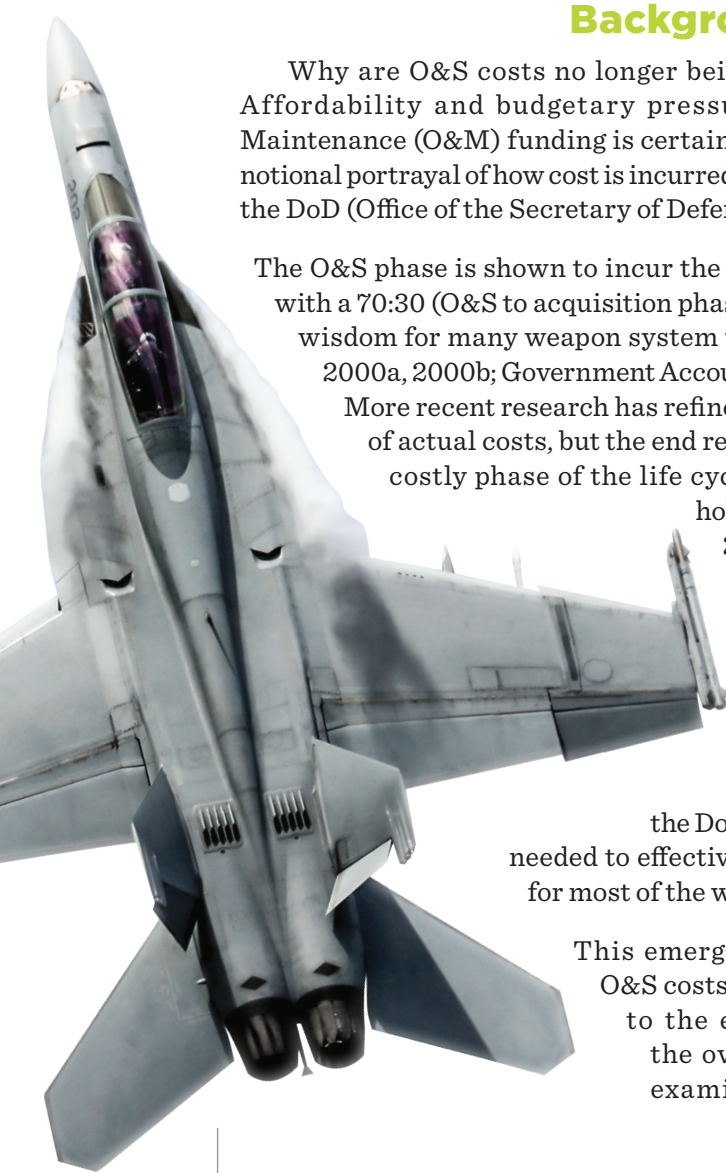 Backgro
Why are O&S costs no longer bei
Affordability and budgetary pressu
Maintenance (O&M) funding is certain
notional portrayal of how cost is incurred
the DoD (Office of the Secretary of Defe
The O&S phase is shown to incur the
with a 70:30 (O&S to acquisition phas
wisdom for many weapon system
2000a, 2000b; Government Accou
More recent research has refine
of actual costs, but the end re
costly phase of the life cyc
ho
the Do
needed to effectiv
for most of the w
This emerg
O&S costs
to the e
the ov
exami